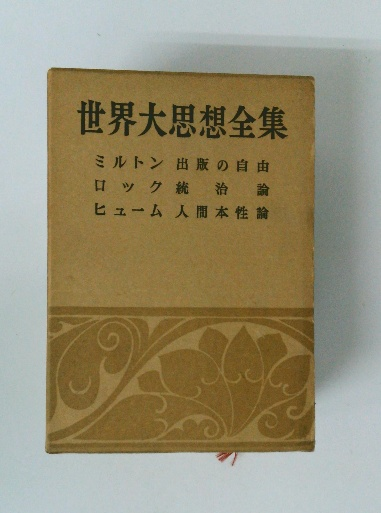 世界大思想全集
ミルトン 出版の自由
ロック 統治論
ヒューム 人間本性論